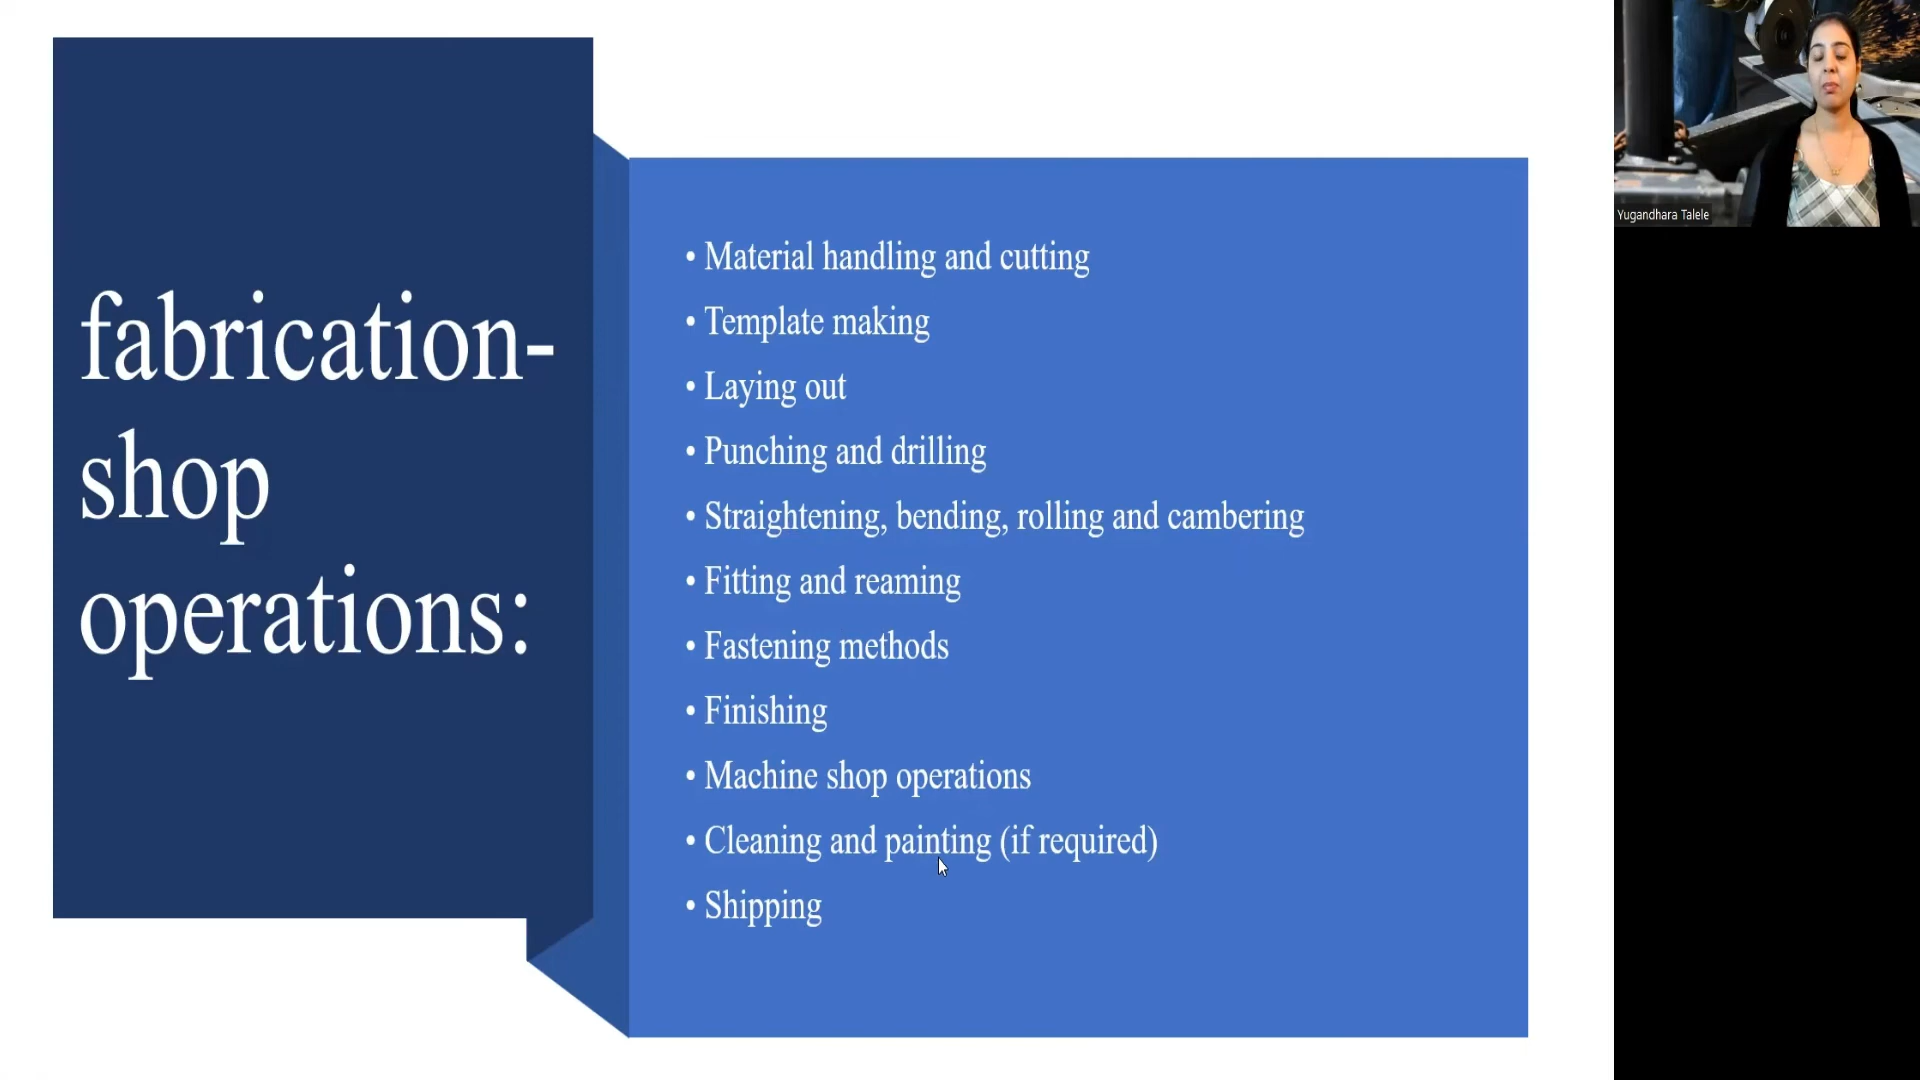 fabrication-
shop
operations:
• Material handling and cutting
• Template making
• Laying out
• Punching and drilling
• Straightening, bending, rolling and cambering
• Fitting and reaming
• Fastening methods
• Finishing
• Machine shop operations
• Cleaning and painting (if required)
• Shipping
Yugandhara Talele